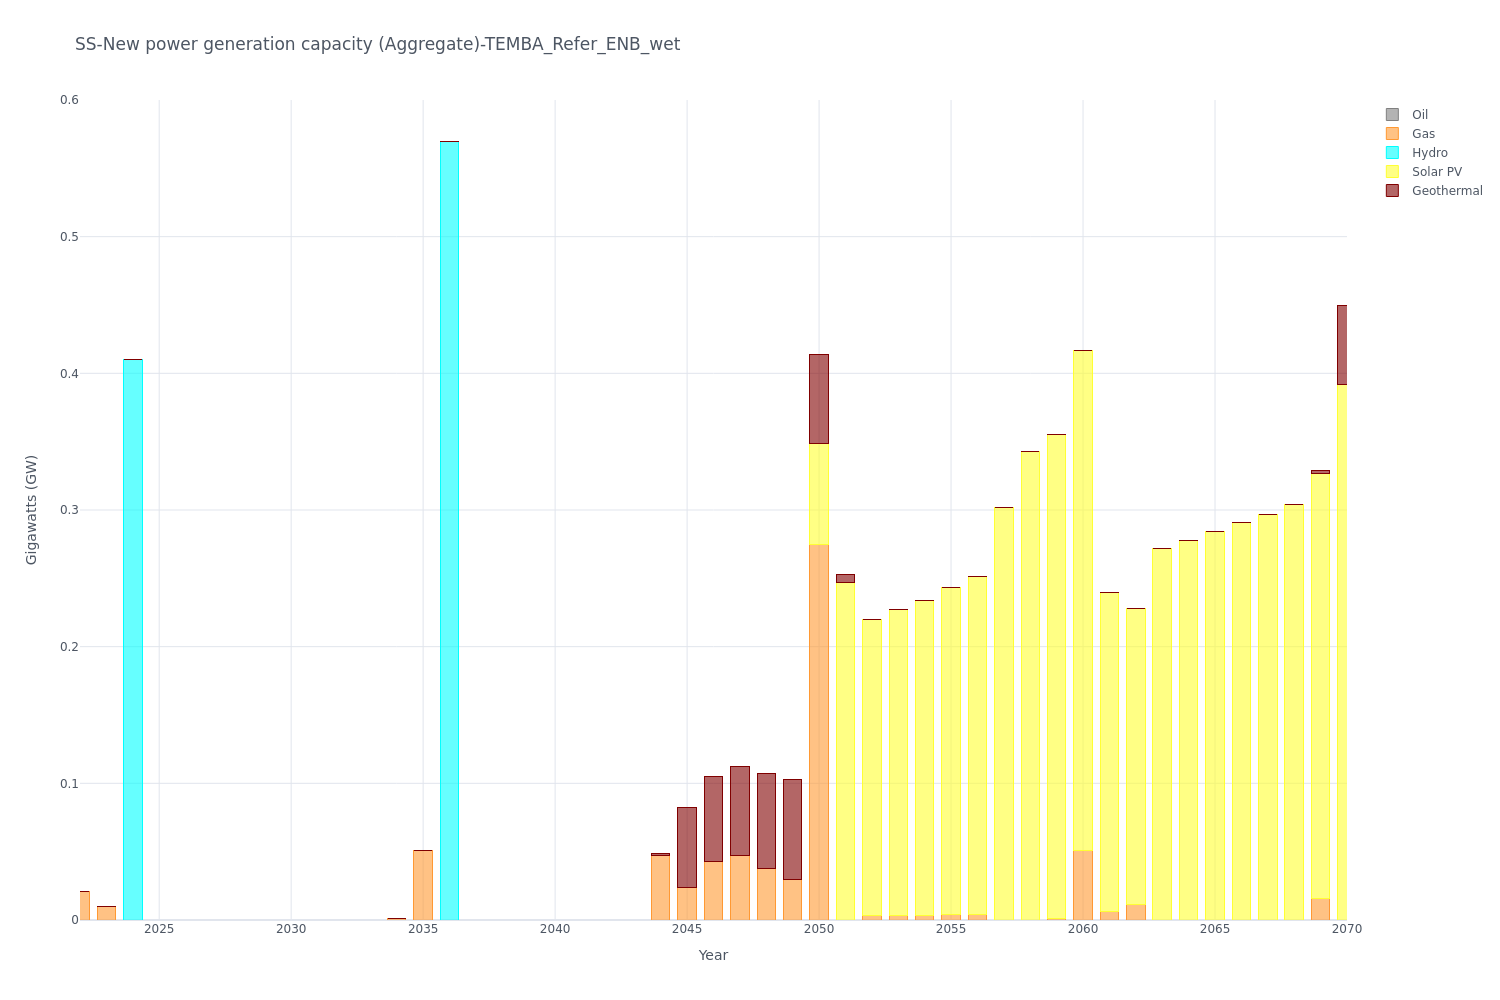 SS-New power generation capacity (Aggregate)-TEMBA_Refer_ENB_wet
0.6
0.5
0.4
0.3
0.2
0.1
0
Gigawatts (GW)
2025 2030 2035 2040 2045 2050 2055 2060 2065 2070
Year
Oil
Gas
Hydro
Solar PV
Geothermal